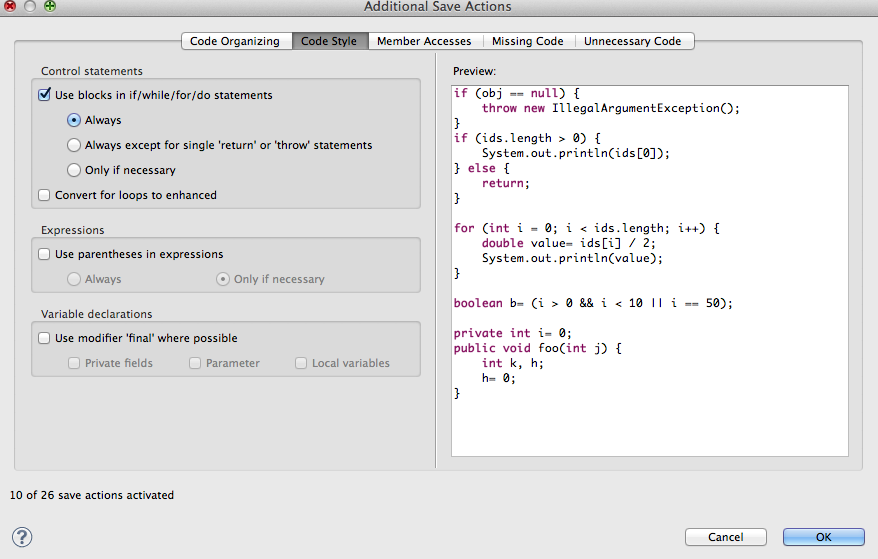 Additional Save Actions
Code Organizing
Code Style
Member Accesses
Missing Code
Unnecessary Code
Control statements
Use blocks in if/while/for/do statements
Always
Always except for single 'return' or 'throw' statements
Only if necessary
Convert for loops to enhanced
Expressions
Use parentheses in expressions
Always
Only if necessary
Variable declarations
Use modifier 'final' where possible
Private fields
Parameter
Local variables
Preview:
if (obj == null) {
    throw new IllegalArgumentException();
}
if (ids.length > 0) {
    System.out.println(ids[0]);
} else {
    return;
}

for (int i = 0; i < ids.length; i++) {
    double value= ids[i] / 2;
    System.out.println(value);
}

boolean b= (i > 0 && i < 10 || i == 50);

private int i= 0;
public void foo(int j) {
    int k, h;
    h= 0;
}
10 of 26 save actions activated
?
Cancel
OK